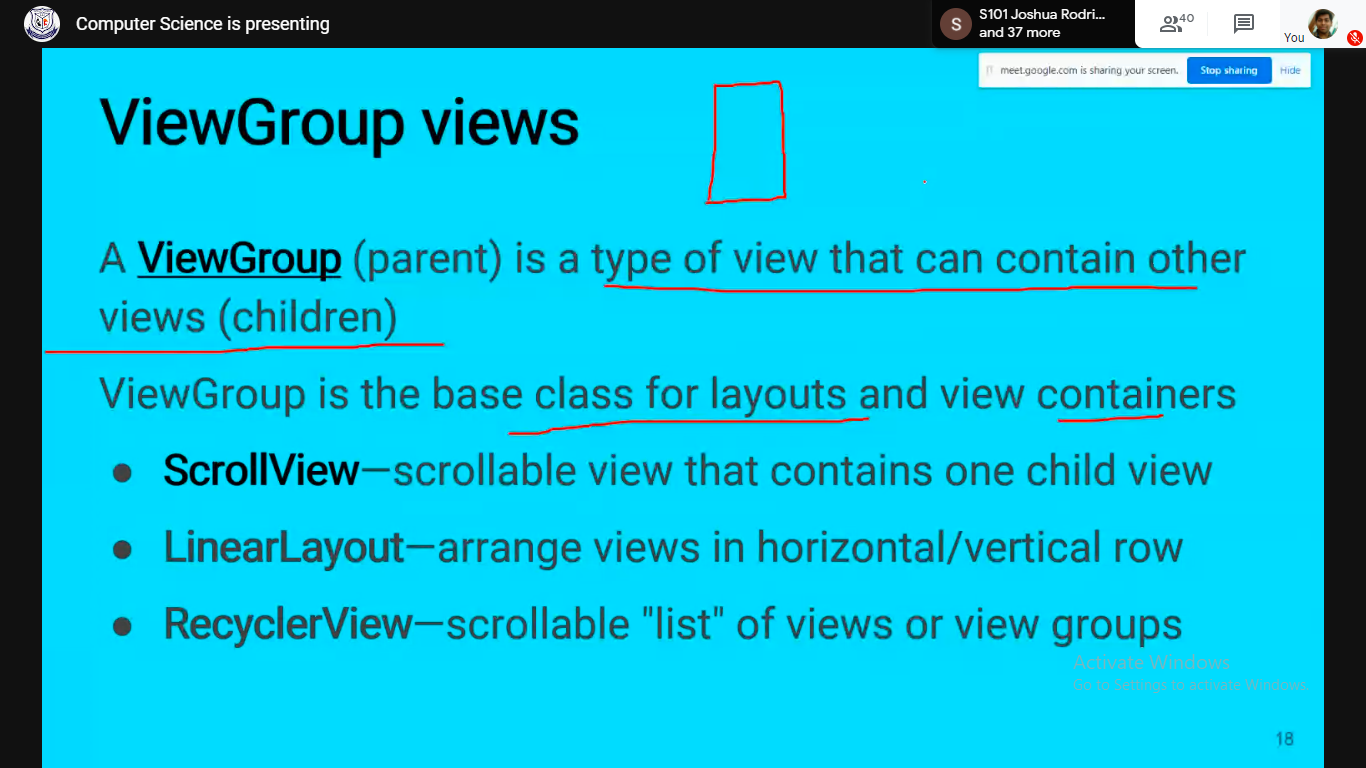 Computer Science is presenting
S
S101 Joshua Rodri...
and 37 more
40
You
meet.google.com is sharing your screen.
Stop sharing
Hide
ViewGroup views
A ViewGroup (parent) is a type of view that can contain other
views (children)
ViewGroup is the base class for layouts and view containers
● ScrollView—scrollable view that contains one child view
● LinearLayout—arrange views in horizontal/vertical row
● RecyclerView—scrollable "list" of views or view groups
Activate Windows
Go to Settings to activate Windows.
18